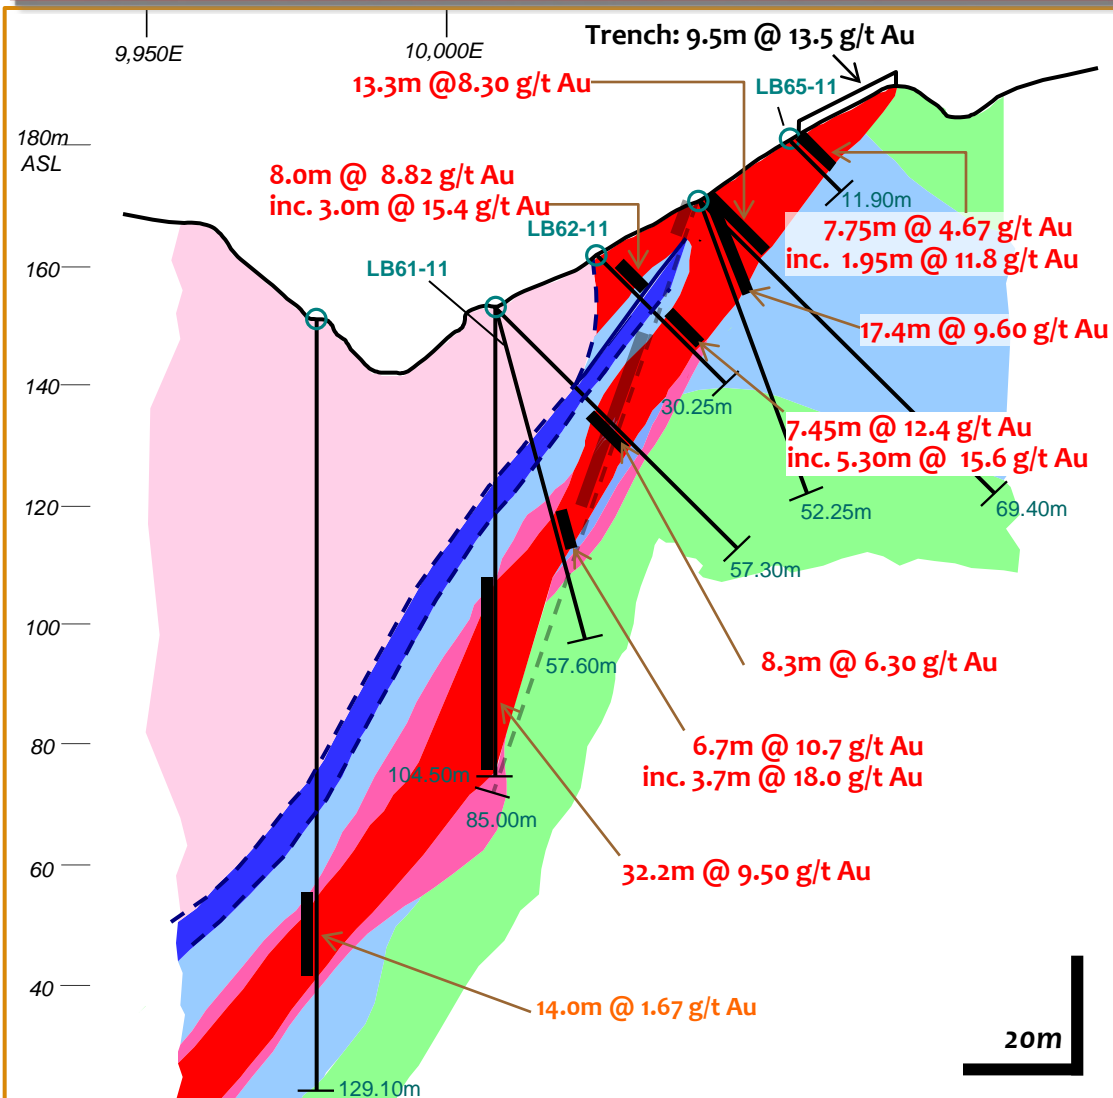 9,950E
10,000E
Trench: 9.5m @ 13.5 g/t Au
13.3m @8.30 g/t Au
LB65-11
180m
ASL
8.0m @ 8.82 g/t Au
inc. 3.0m @ 15.4 g/t Au
11.90m
LB62-11
7.75m @ 4.67 g/t Au
inc. 1.95m @ 11.8 g/t Au
LB61-11
160
17.4m @ 9.60 g/t Au
140
30.25m
7.45m @ 12.4 g/t Au
inc. 5.30m @ 15.6 g/t Au
120
52.25m
69.40m
57.30m
100
57.60m
8.3m @ 6.30 g/t Au
80
6.7m @ 10.7 g/t Au
inc. 3.7m @ 18.0 g/t Au
104.50m
85.00m
60
32.2m @ 9.50 g/t Au
40
14.0m @ 1.67 g/t Au
20m
129.10m